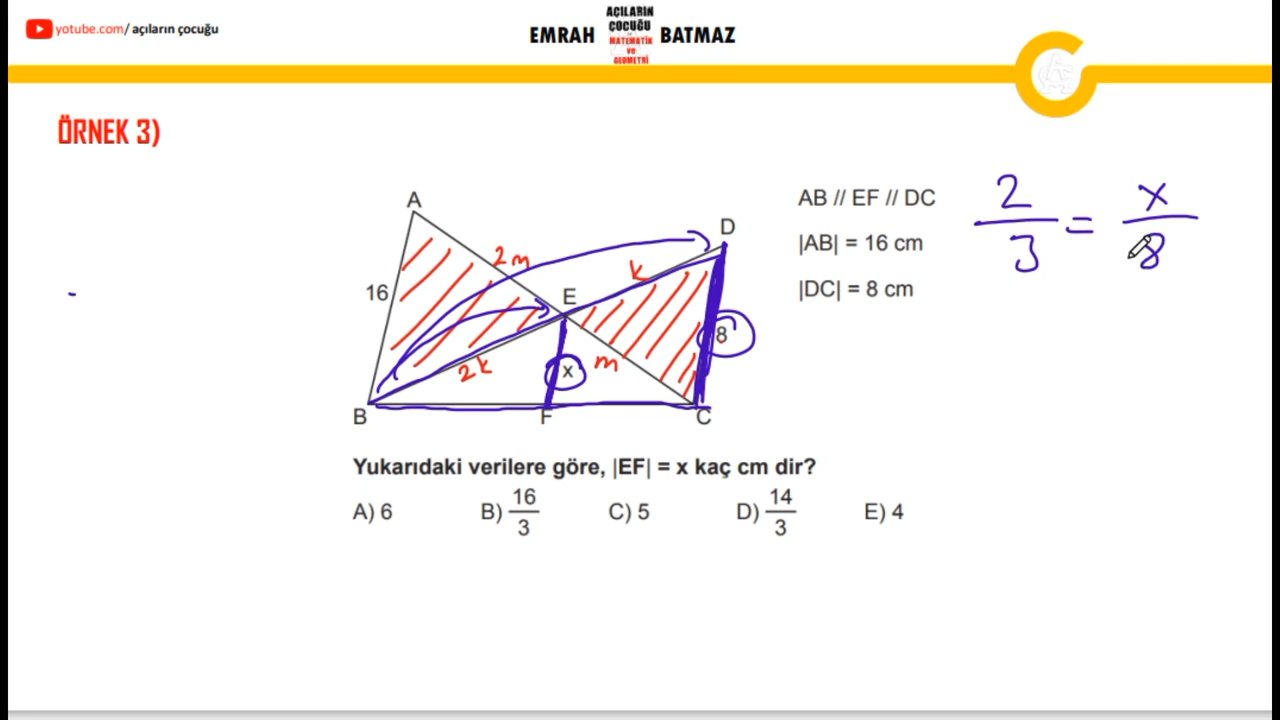 yotube.com/ açıların çocuğu
EMRAH
AÇILARIN
ÇOCUĞU
MATEMATİK
ve
GEOMETRİ
BATMAZ
ÖRNEK 3)
A
D
16
2m
k
E
2k
x
m
8
B
F
C
AB // EF // DC
|AB| = 16 cm
|DC| = 8 cm
2/3 = x/8
Yukarıdaki verilere göre, |EF| = x kaç cm dir?
A) 6 B) 16/3 C) 5 D) 14/3 E) 4